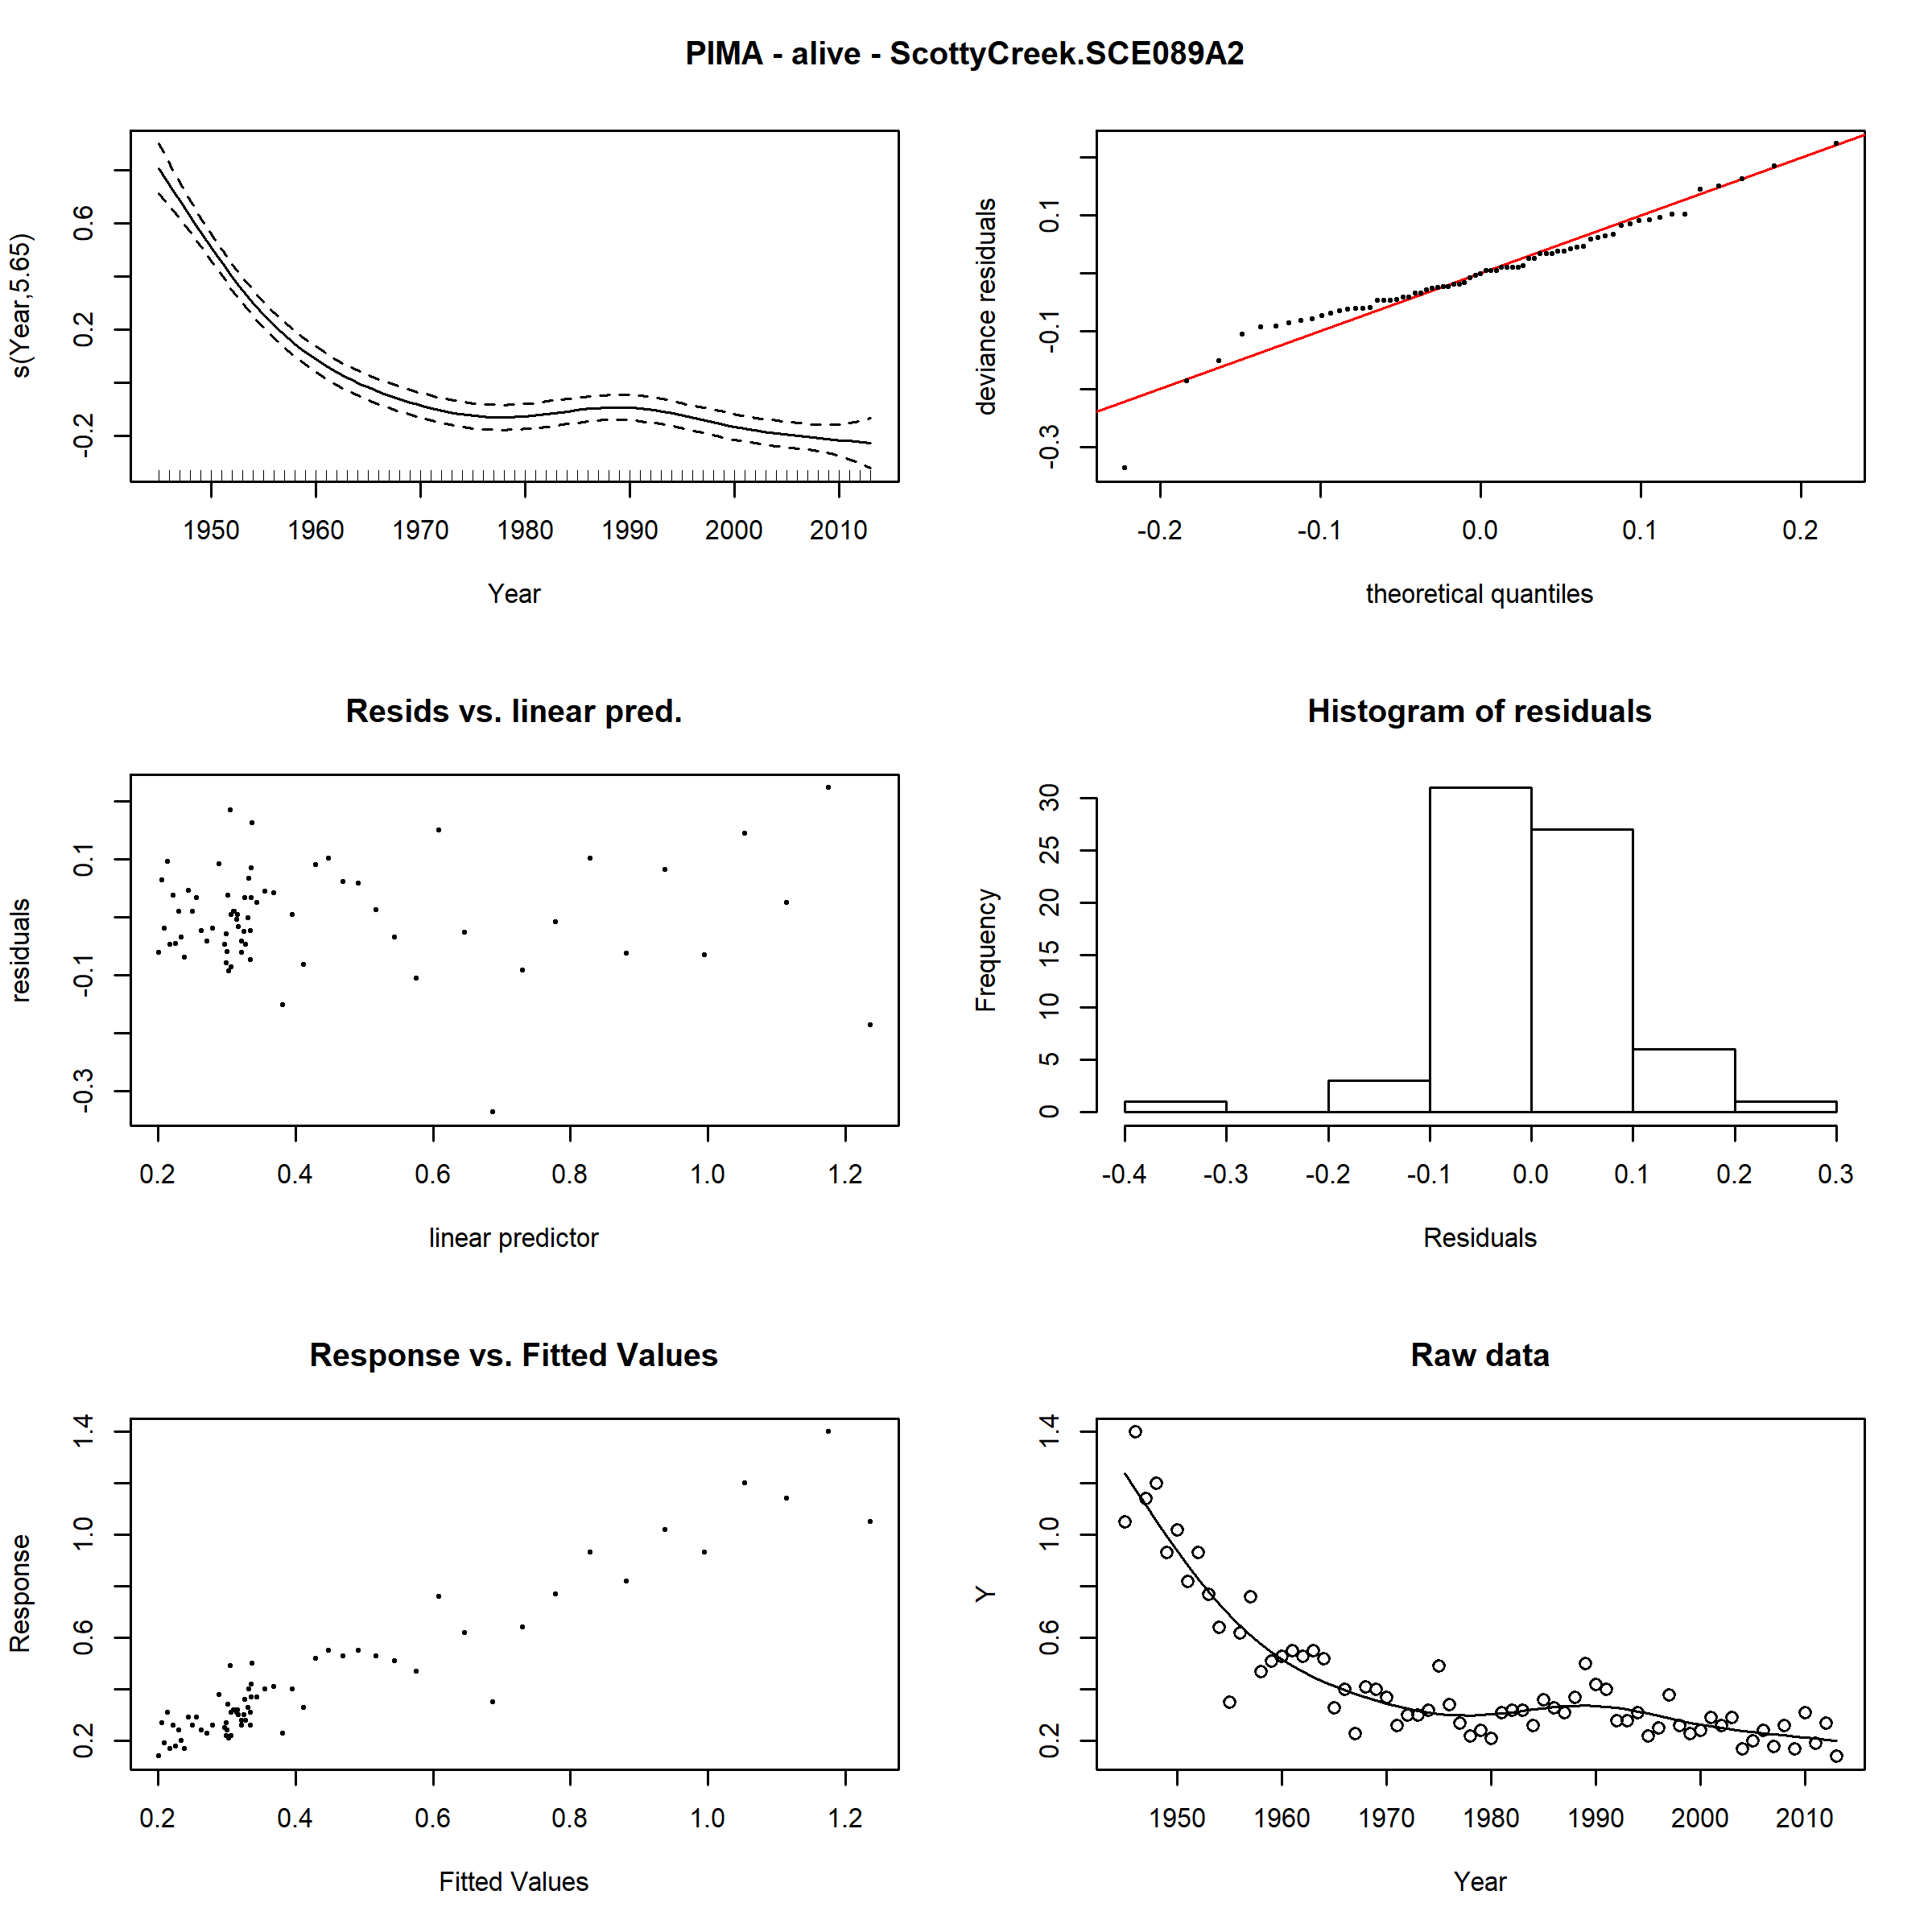 PIMA - alive - ScottyCreek.SCE089A2
s(Year,5.65)
-0.2 0.2 0.6
1950 1960 1970 1980 1990 2000 2010
Year
deviance residuals
-0.3 -0.1 0.1
-0.2 -0.1 0.0 0.1 0.2
theoretical quantiles
Resids vs. linear pred.
residuals
-0.3 -0.1 0.1
0.2 0.4 0.6 0.8 1.0 1.2
linear predictor
Histogram of residuals
Frequency
0 5 10 15 20 25 30
-0.4 -0.3 -0.2 -0.1 0.0 0.1 0.2 0.3
Residuals
Response vs. Fitted Values
Response
0.2 0.6 1.0 1.4
0.2 0.4 0.6 0.8 1.0 1.2
Fitted Values
Raw data
Y
0.2 0.6 1.0 1.4
1950 1960 1970 1980 1990 2000 2010
Year